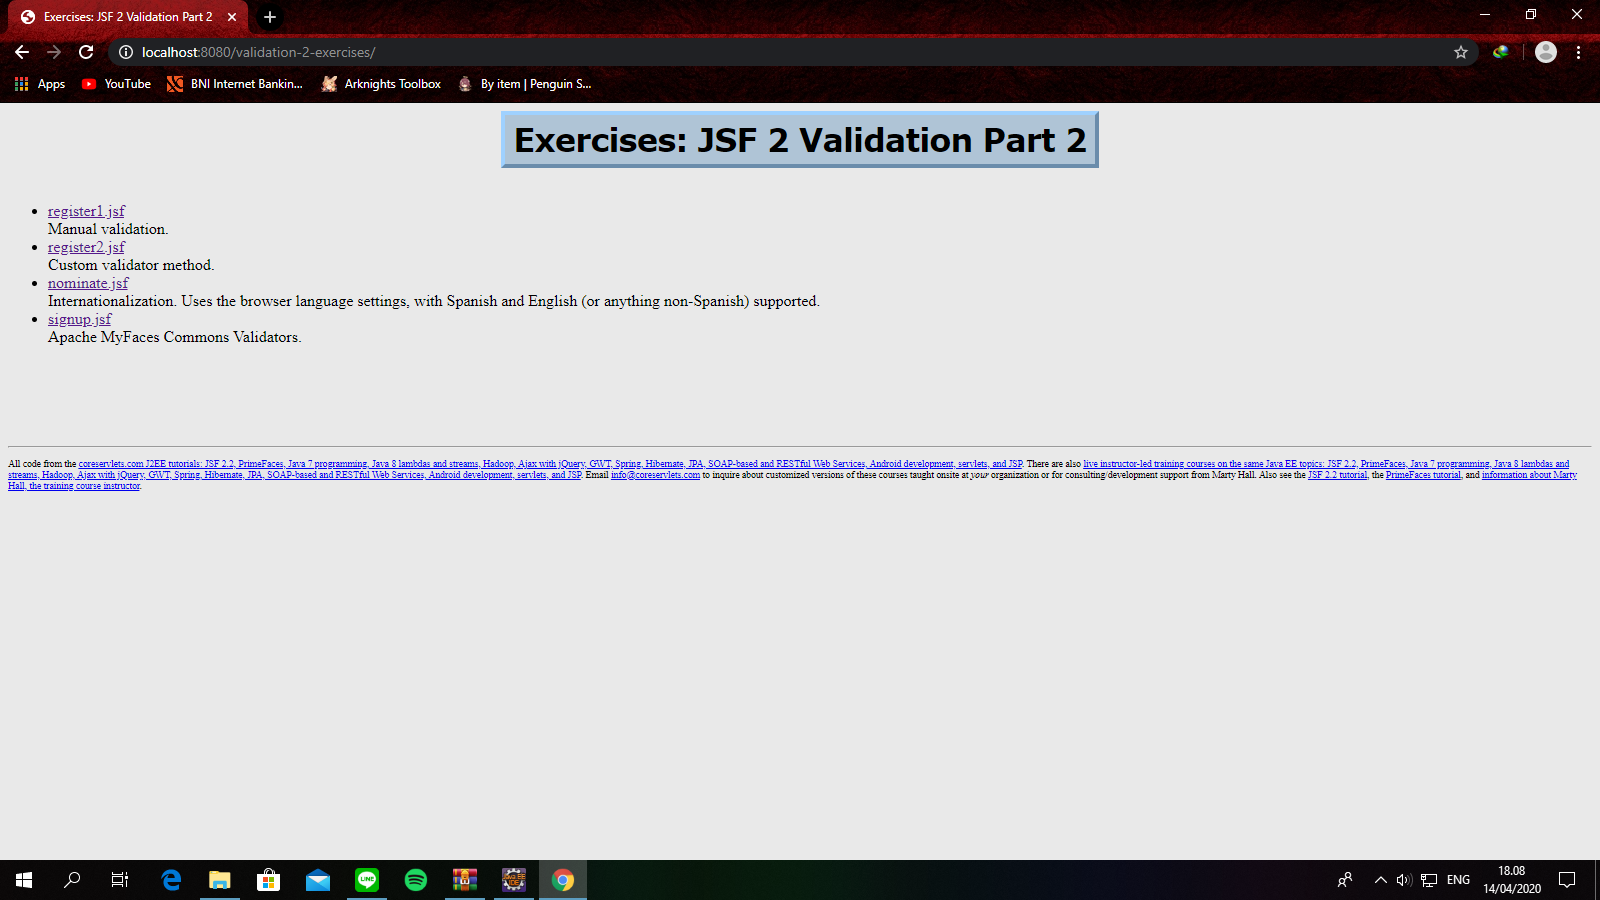 Exercises: JSF 2 Validation Part 2
localhost:8080/validation-2-exercises/
Apps YouTube BNI Internet Bankin... Arknights Toolbox By item | Penguin S...
Exercises: JSF 2 Validation Part 2
register1.jsf
Manual validation.
register2.jsf
Custom validator method.
nominate.jsf
Internationalization. Uses the browser language settings, with Spanish and English (or anything non-Spanish) supported.
signup.jsf
Apache MyFaces Commons Validators.
All code from the coreservlets.com J2EE tutorials: JSF 2.2, PrimeFaces, Java 7 programming, Java 8 lambdas and streams, Hadoop, Ajax with jQuery, GWT, Spring, Hibernate, JPA, SOAP-based and RESTful Web Services, Android development, servlets, and JSP. There are also live instructor-led training courses on the same Java EE topics: JSF 2.2, PrimeFaces, Java 7 programming, Java 8 lambdas and
streams, Hadoop, Ajax with jQuery, GWT, Spring, Hibernate, JPA, SOAP-based and RESTful Web Services, Android development, servlets, and JSP. Email info@coreservlets.com to inquire about customized versions of these courses taught onsite at your organization or for consulting/development support from Marty Hall. Also see the JSF 2.2 tutorial, the PrimeFaces tutorial, and information about Marty
Hall, the training course instructor.
LINE
Java EE
IDE
ENG
18.08
14/04/2020